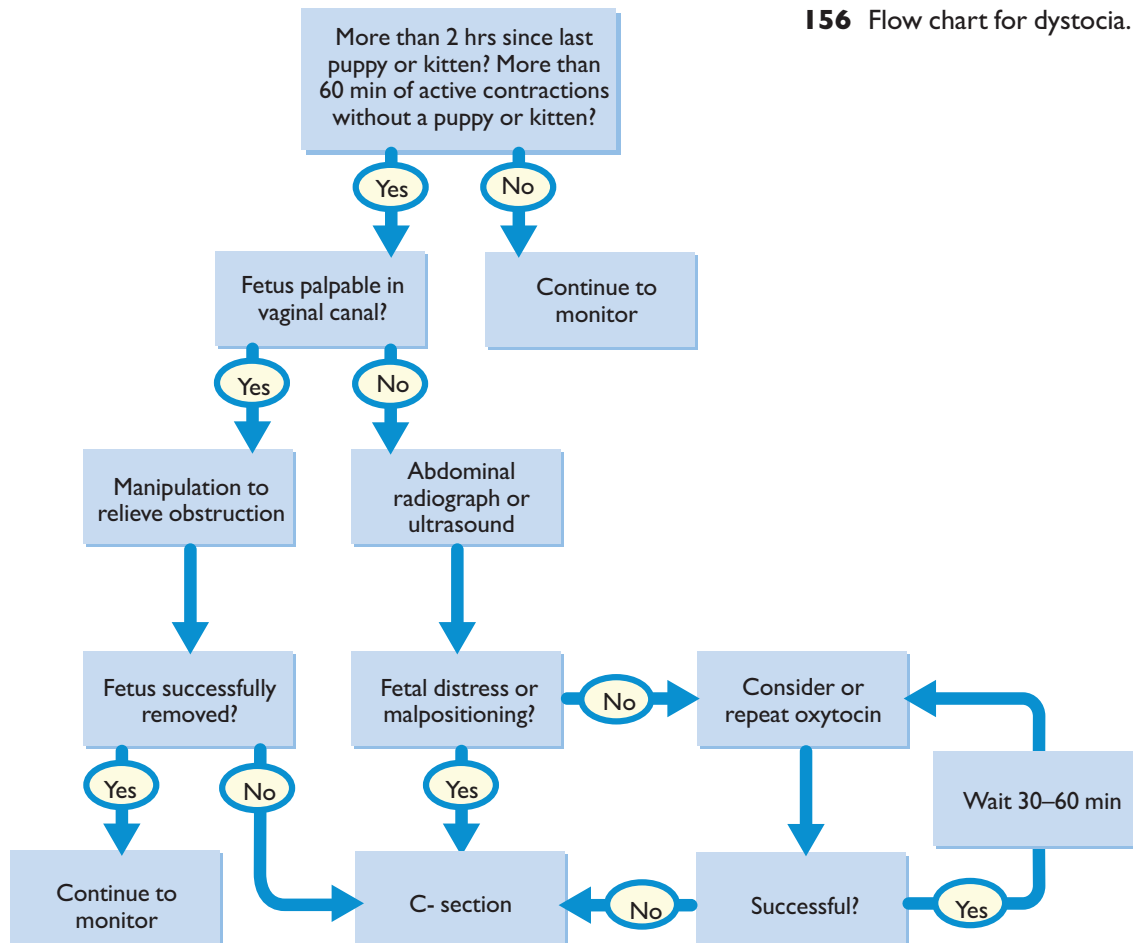 156 Flow chart for dystocia.
More than 2 hrs since last
puppy or kitten? More than
60 min of active contractions
without a puppy or kitten?
Yes
No
Fetus palpable in
vaginal canal?
Continue to
monitor
Yes
No
Manipulation to
relieve obstruction
Abdominal
radiograph or
ultrasound
Fetus successfully
removed?
Fetal distress or
malpositioning?
No
Consider or
repeat oxytocin
Yes
No
Yes
Wait 30–60 min
Continue to
monitor
C- section
No
Successful?
Yes